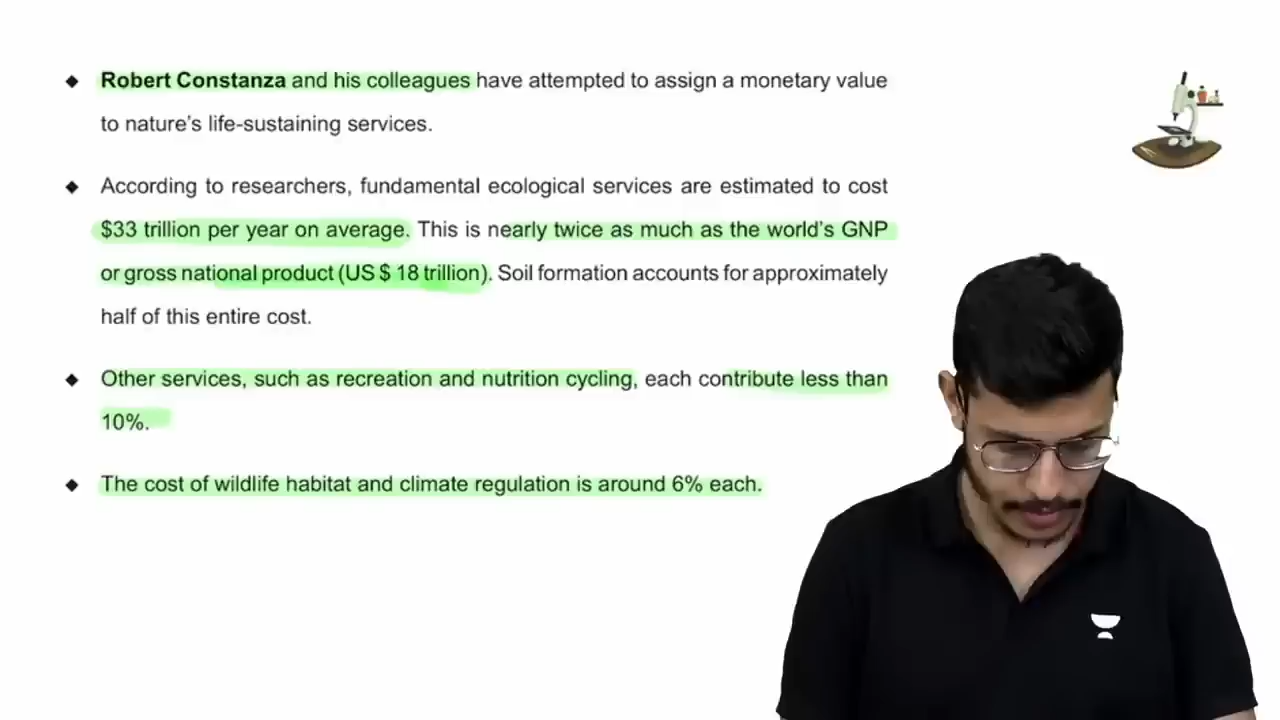 ◆ Robert Constanza and his colleagues have attempted to assign a monetary value
to nature's life-sustaining services.
◆ According to researchers, fundamental ecological services are estimated to cost
$33 trillion per year on average. This is nearly twice as much as the world's GNP
or gross national product (US $ 18 trillion). Soil formation accounts for approximately
half of this entire cost.
◆ Other services, such as recreation and nutrition cycling, each contribute less than
10%.
◆ The cost of wildlife habitat and climate regulation is around 6% each.